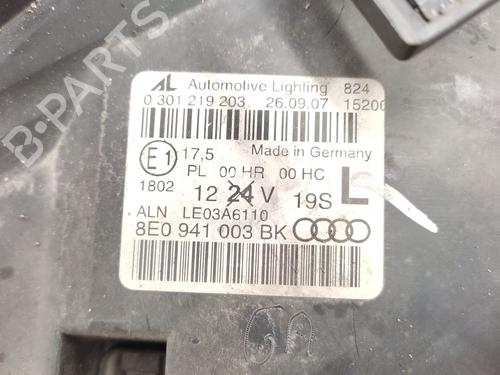 AL Automotive Lighting 824
0 301 219 203 26.09.07 15200
E1 17,5 Made in Germany
PL 00 HR 00 HC
1802 12 24 V 19S L
ALN LE03A6110
8E0 941 003 BK
B-PARTS